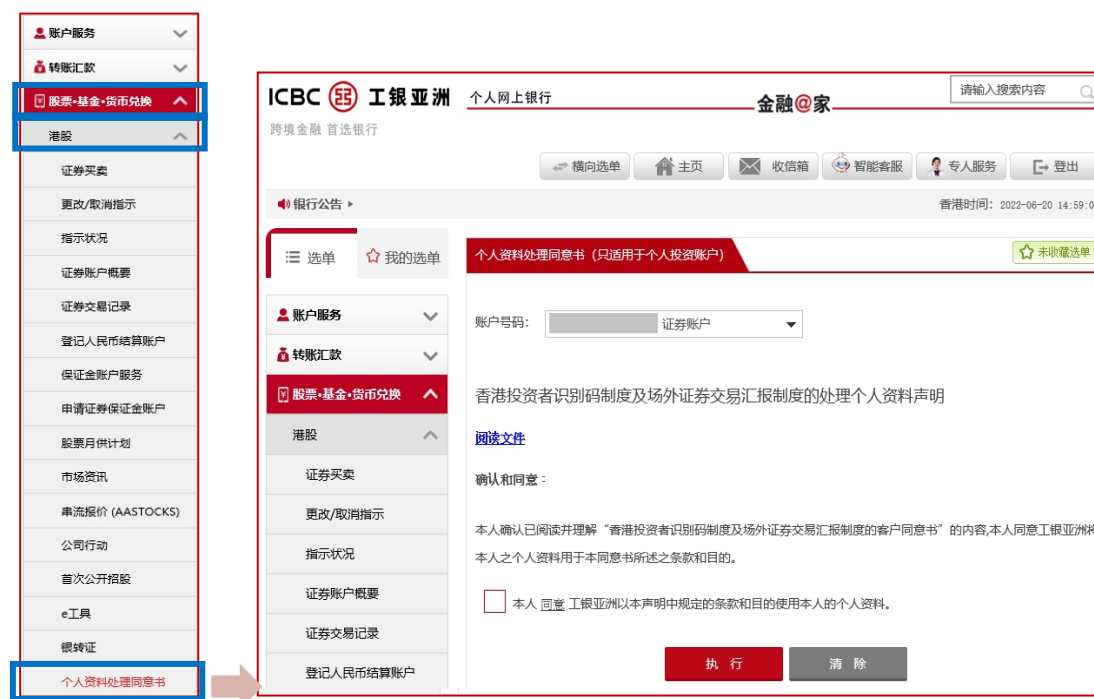 账户服务
转账汇款
股票•基金•货币兑换
港股
证券买卖
更改/取消指示
指示状况
证券账户概要
证券交易记录
登记人民币结算账户
保证金账户服务
申请证券保证金账户
股票月供计划
市场资讯
串流报价 (AASTOCKS)
公司行动
首次公开招股
e工具
银转证
个人资料处理同意书
ICBC 工银亚洲 个人网上银行 金融@家 请输入搜索内容
跨境金融 首选银行
横向选单 主页 收信箱 智能客服 专人服务 登出
银行公告 香港时间: 2022-06-20 14:59:0
选单 我的选单
个人资料处理同意书 (只适用于个人投资账户) 未收藏选单
账户服务
转账汇款
股票•基金•货币兑换
港股
证券买卖
更改/取消指示
指示状况
证券账户概要
证券交易记录
登记人民币结算账户
账户号码: 证券账户
香港投资者识别码制度及场外证券交易汇报制度的处理个人资料声明
阅读文件
确认和同意：
本人确认已阅读并理解“香港投资者识别码制度及场外证券交易汇报制度的客户同意书”的内容,本人同意工银亚洲将
本人之个人资料用于本同意书所述之条款和目的。
本人 同意 工银亚洲以本声明中规定的条款和目的使用本人的个人资料。
执 行 清 除